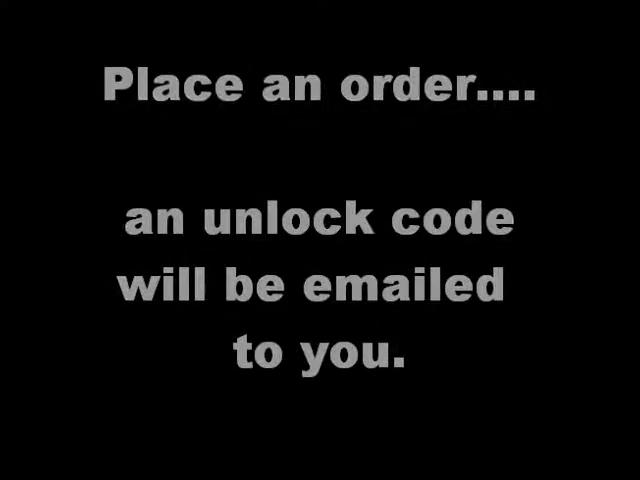 Place an order....
an unlock code
will be emailed
to you.